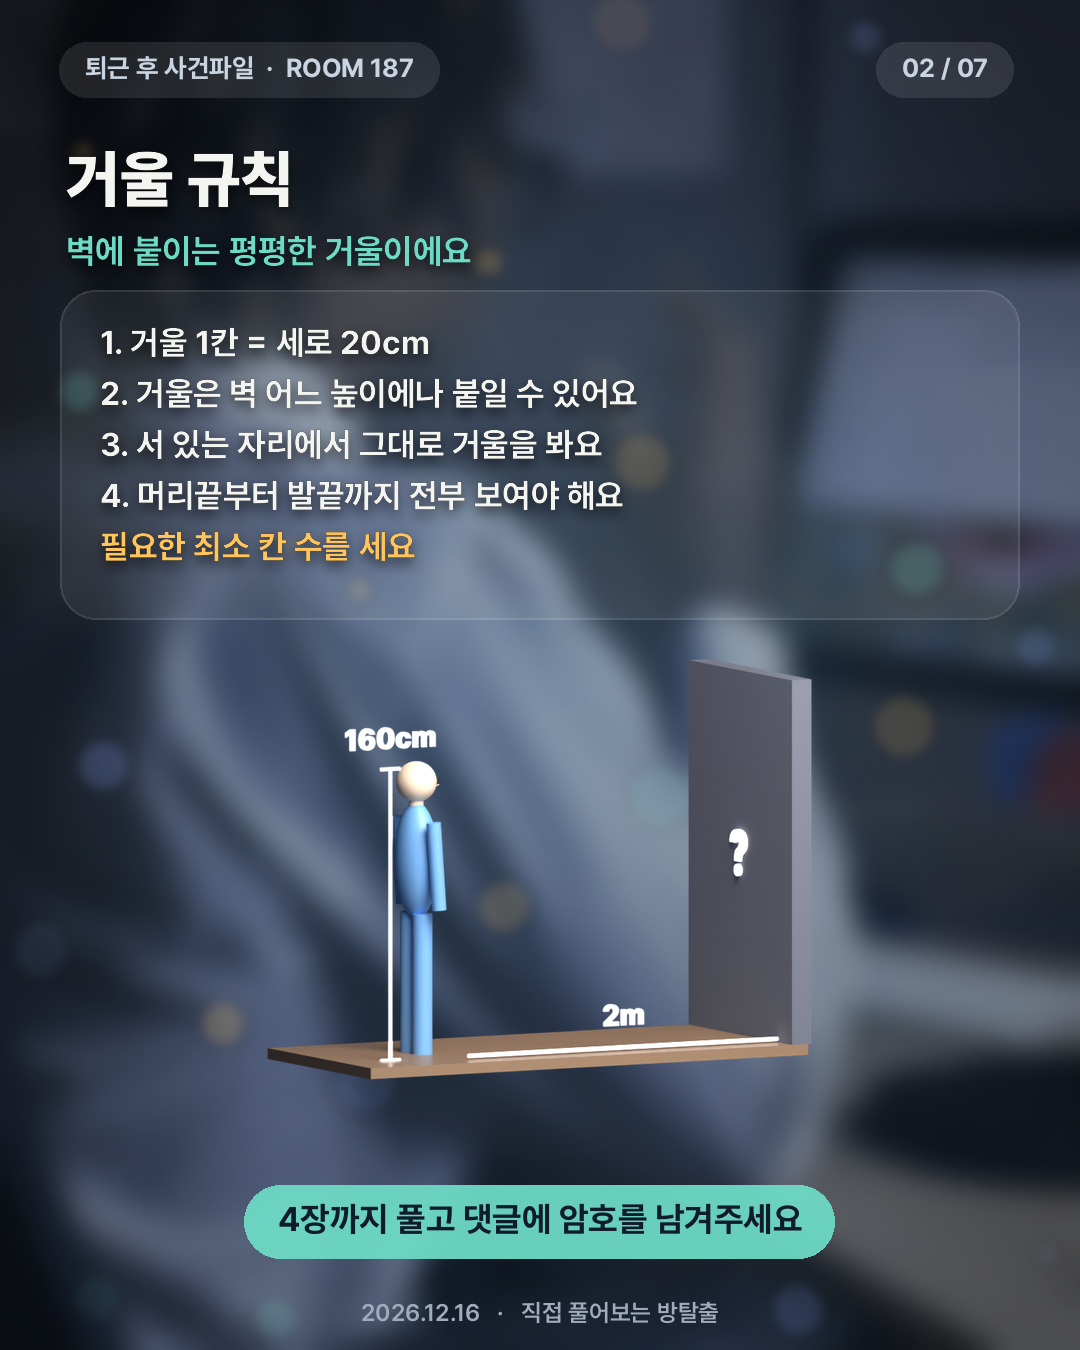 퇴근 후 사건파일 · ROOM 187
02 / 07
거울 규칙
벽에 붙이는 평평한 거울이에요
1. 거울 1칸 = 세로 20cm
2. 거울은 벽 어느 높이에나 붙일 수 있어요
3. 서 있는 자리에서 그대로 거울을 봐요
4. 머리끝부터 발끝까지 전부 보여야 해요
필요한 최소 칸 수를 세요
160cm
?
2m
4장까지 풀고 댓글에 암호를 남겨주세요
2026.12.16 · 직접 풀어보는 방탈출